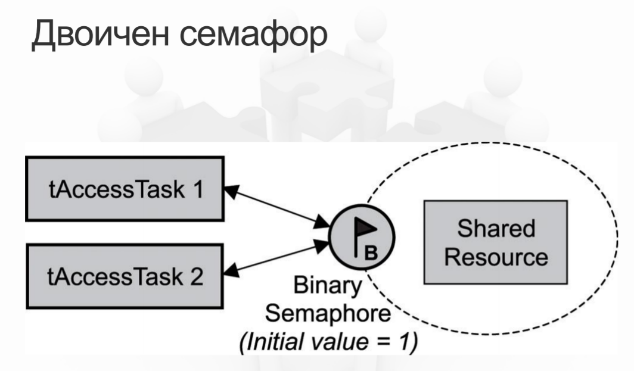 Двоичен семафор
tAccessTask 1
tAccessTask 2
B
Binary
Semaphore
(Initial value = 1)
Shared
Resource